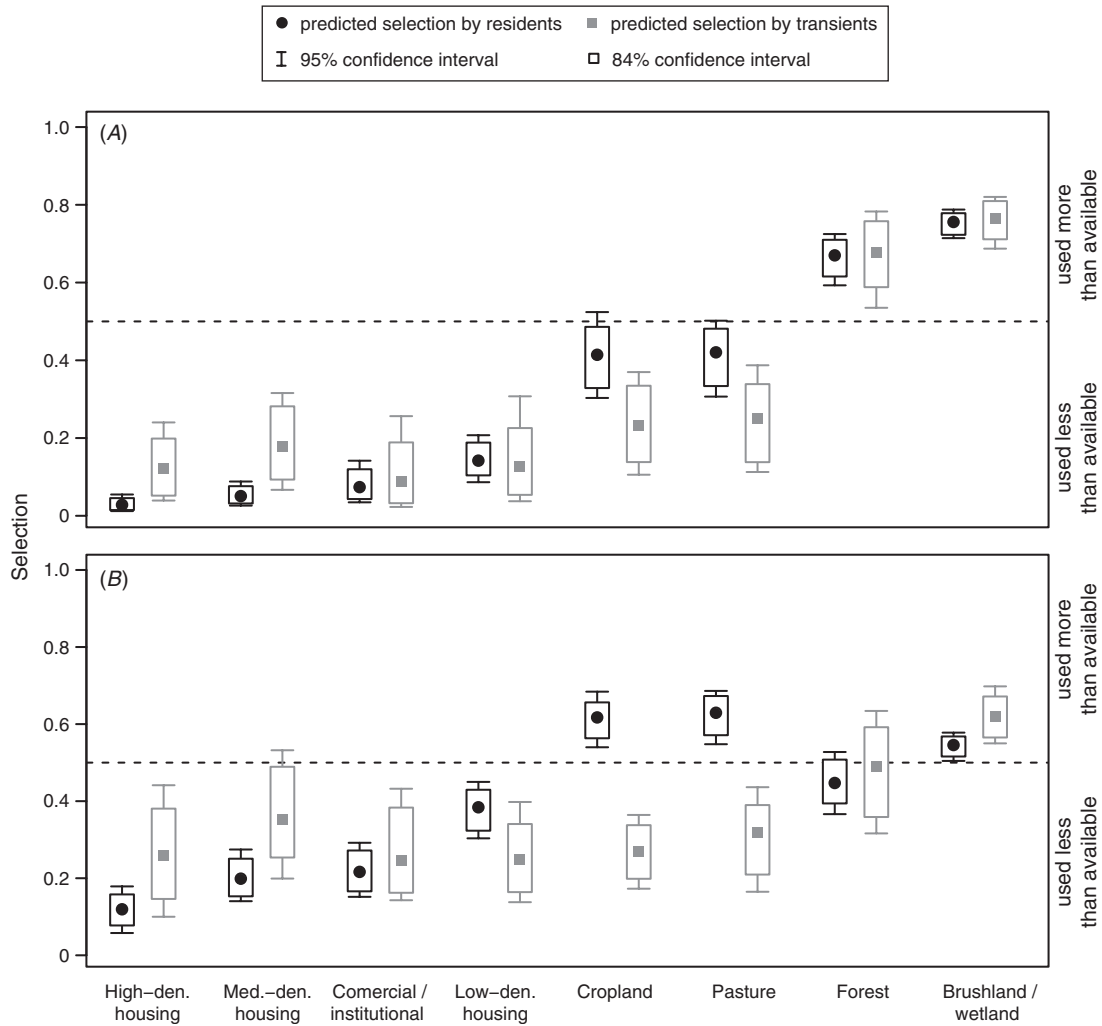 predicted selection by residents
predicted selection by transients
95% confidence interval
84% confidence interval
Selection
(A)
1.0
0.8
0.6
0.4
0.2
0
used more
than available
used less
than available
(B)
1.0
0.8
0.6
0.4
0.2
0
used more
than available
used less
than available
High–den.
housing
Med.–den.
housing
Comercial /
institutional
Low–den.
housing
Cropland
Pasture
Forest
Brushland /
wetland